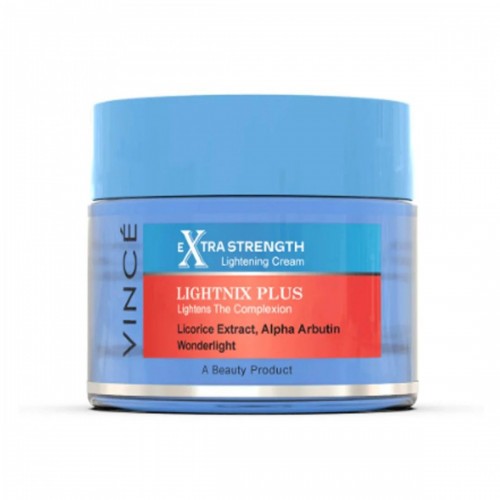 VINCÉ
eXTRA STRENGTH
Lightening Cream
LIGHTNIX PLUS
Lightens The Complexion
Licorice Extract, Alpha Arbutin
Wonderlight
A Beauty Product